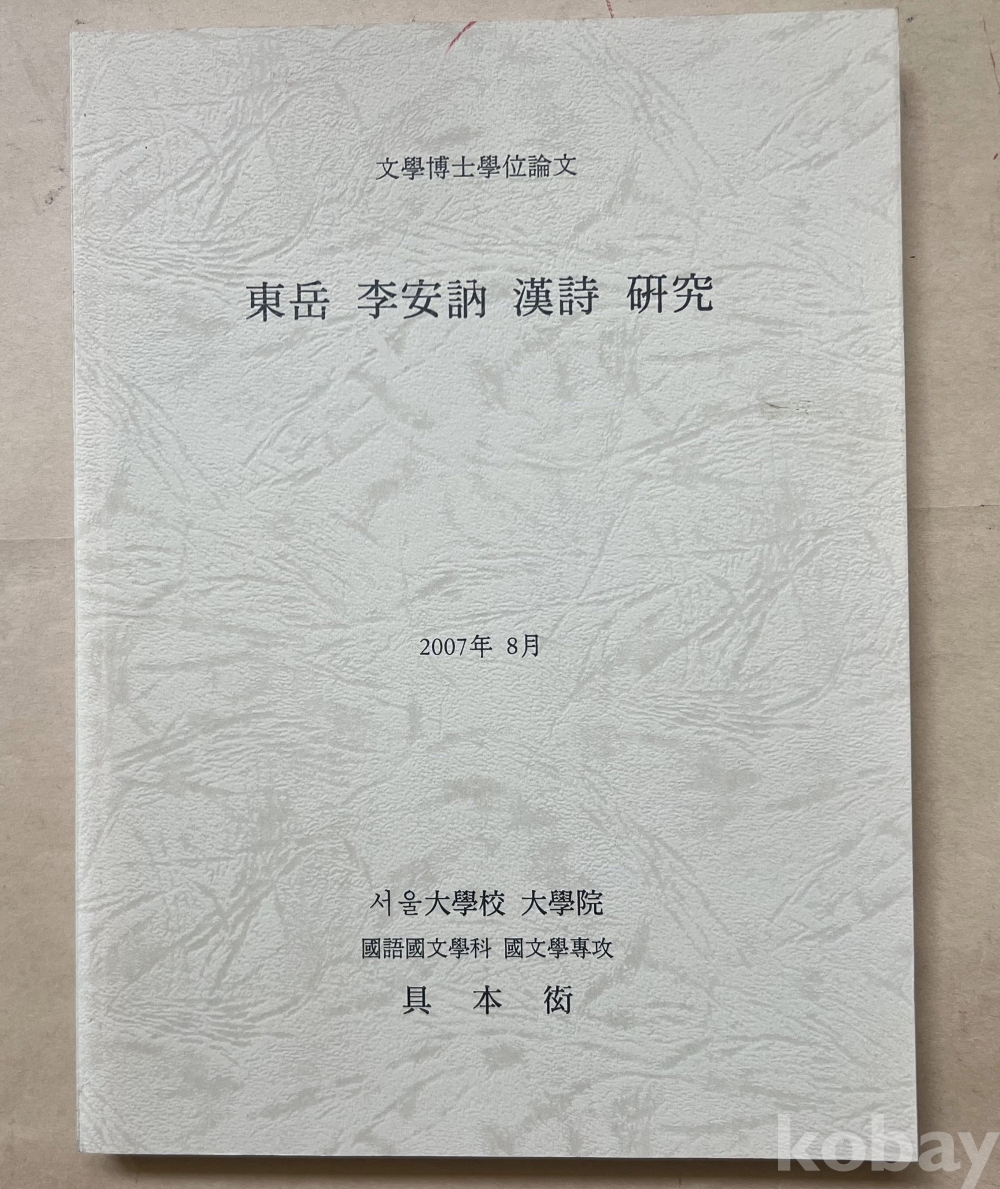 文學博士學位論文
東岳 李安訥 漢詩 硏究
2007年 8月
서울大學校 大學院
國語國文學科 國文學專攻
具 本 衒
kobay